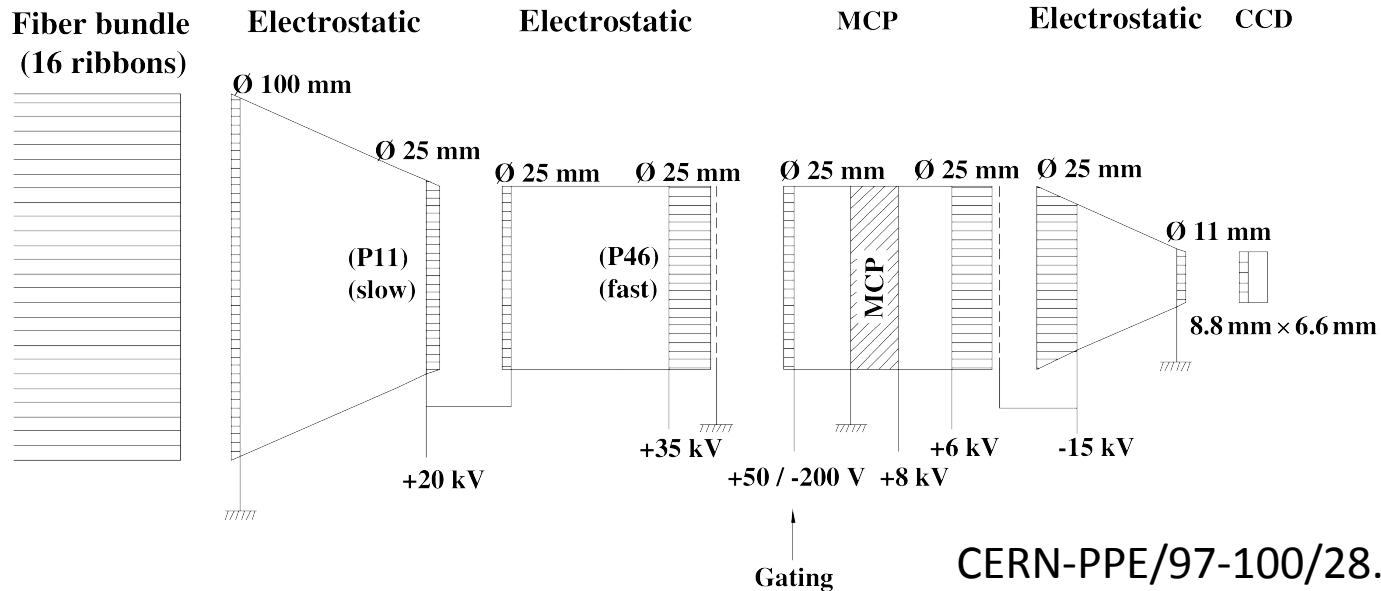 Fiber bundle
(16 ribbons)
Electrostatic
Electrostatic
MCP
Electrostatic
CCD
Ø 100 mm
Ø 25 mm
Ø 25 mm
Ø 25 mm
Ø 25 mm
Ø 25 mm
Ø 25 mm
Ø 11 mm
(P11)
(slow)
(P46)
(fast)
MCP
8.8 mm × 6.6 mm
+20 kV
+35 kV
+50 / -200 V
+8 kV
+6 kV
-15 kV
Gating
CERN-PPE/97-100/28.